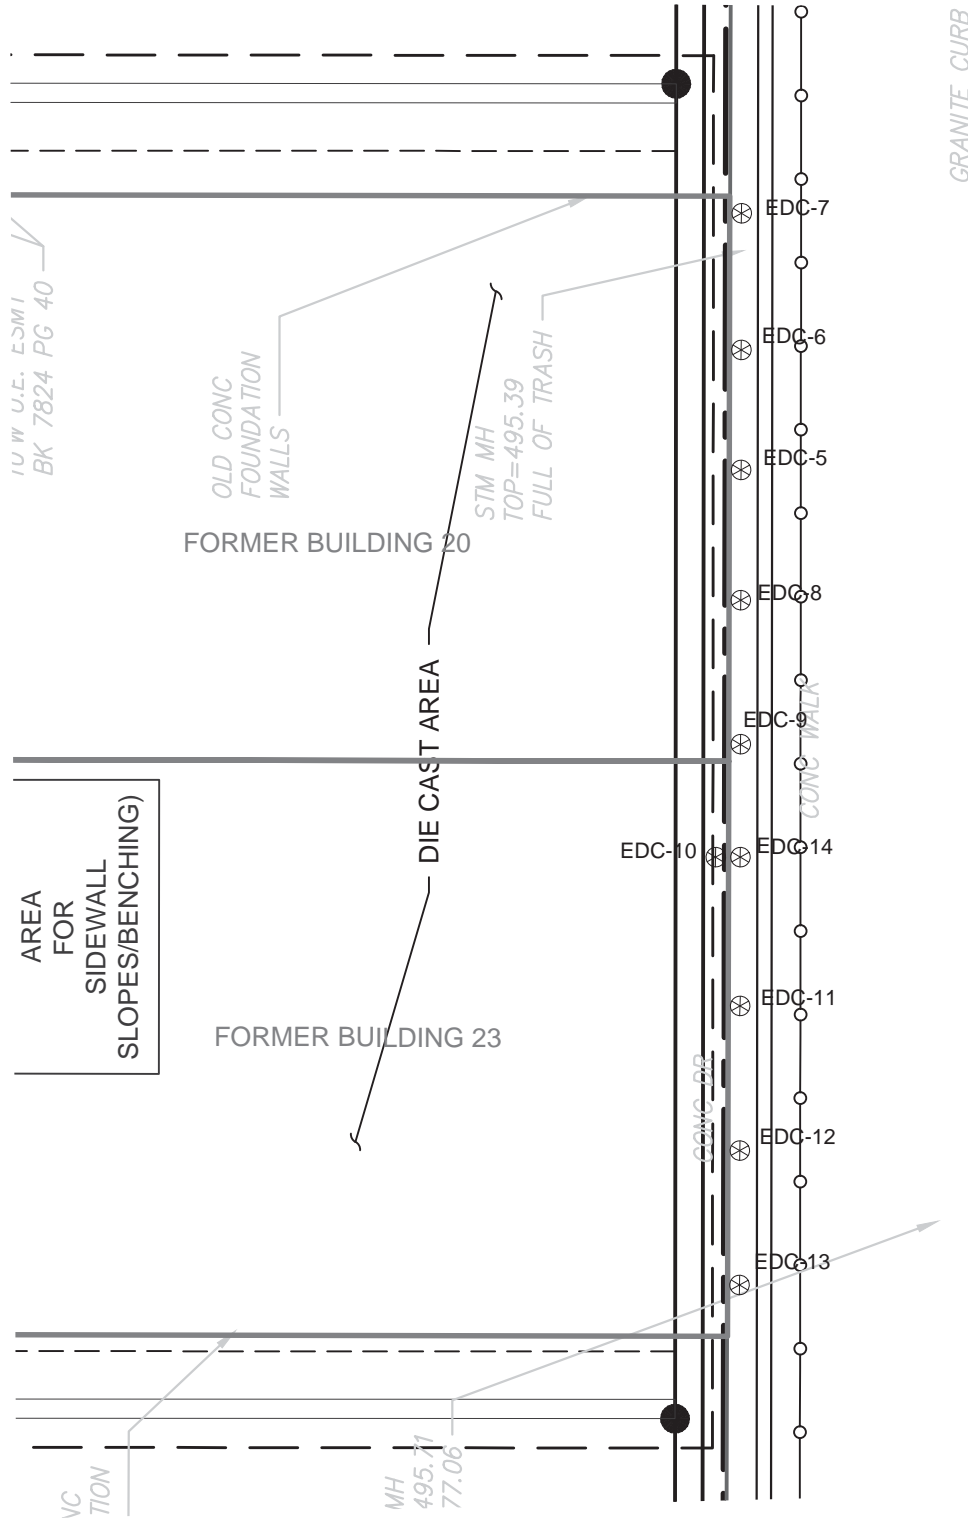 GRANITE CURB
EDC-7
BK 7824 PG 40
OLD CONC
FOUNDATION
WALLS
STM MH
TOP=495.39
FULL OF TRASH
EDC-6
EDC-5
FORMER BUILDING 20
EDC-8
DIE CAST AREA
CONC WALK
EDC-9
AREA
FOR
SIDEWALL
SLOPES/BENCHING)
EDC-10
EDC-14
EDC-11
FORMER BUILDING 23
CONC DR
EDC-12
EDC-13
NC
TION
MH
495.71
77.06